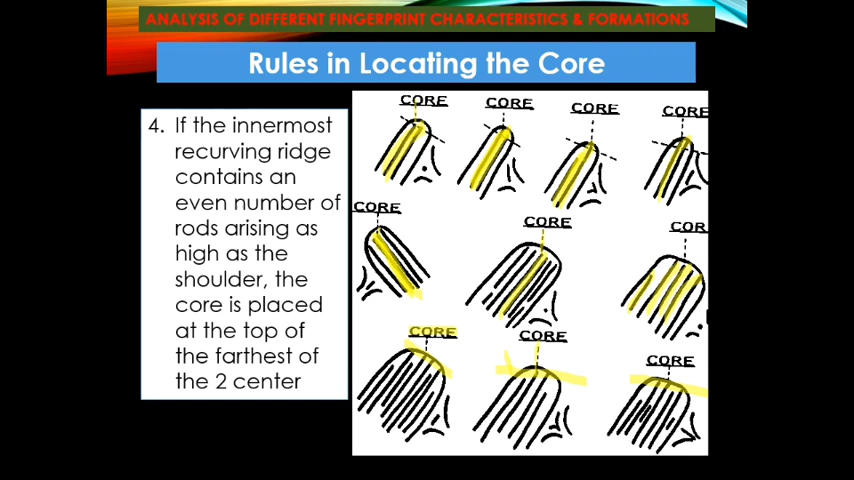 ANALYSIS OF DIFFERENT FINGERPRINT CHARACTERISTICS & FORMATIONS
Rules in Locating the Core
4. If the innermost
recurving ridge
contains an
even number of
rods arising as
high as the
shoulder, the
core is placed
at the top of
the farthest of
the 2 center
CORE CORE CORE CORE
CORE CORE COR
CORE CORE CORE